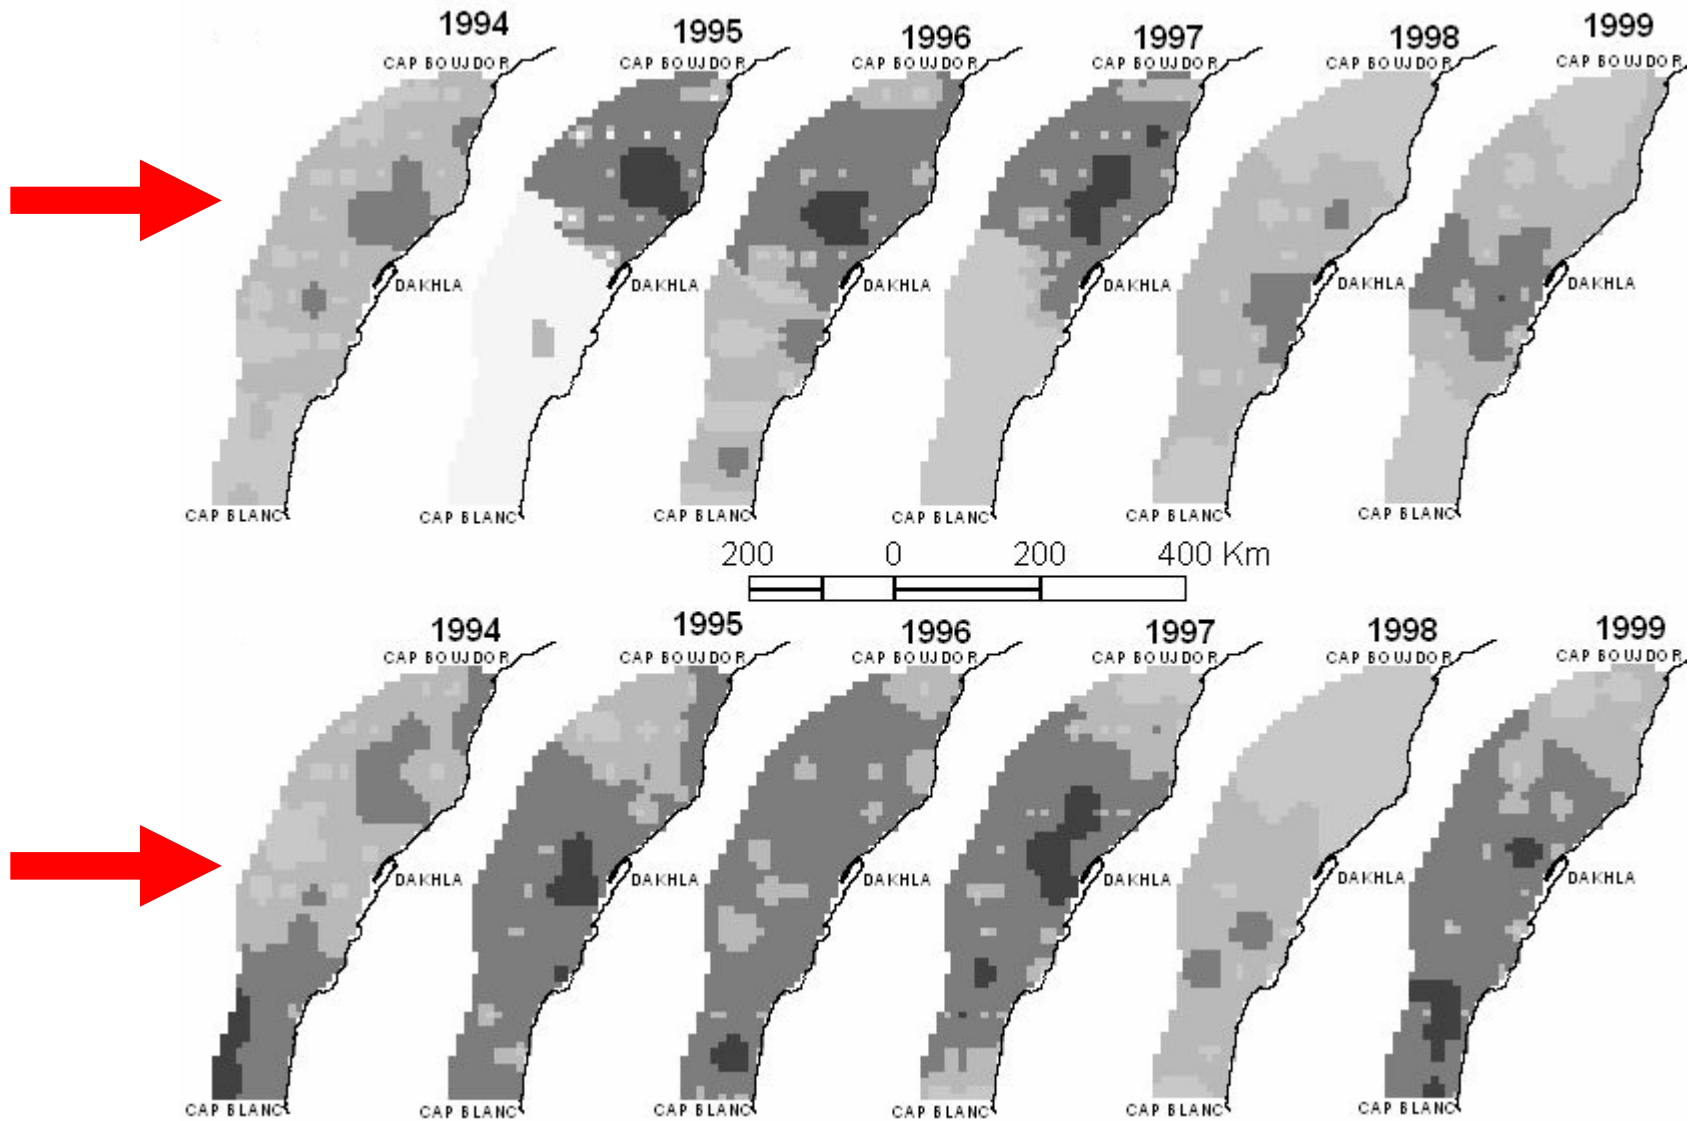 1994 1995 1996 1997 1998 1999
CAP BOUJDOR CAP BOUJDOR CAP BOUJDOR CAP BOUJDOR CAP BOUJDOR CAP BOUJDOR
DAKHLA DAKHLA DAKHLA DAKHLA DAKHLA DAKHLA
CAP BLANC CAP BLANC CAP BLANC CAP BLANC CAP BLANC CAP BLANC
200 0 200 400 Km
1994 1995 1996 1997 1998 1999
CAP BOUJDOR CAP BOUJDOR CAP BOUJDOR CAP BOUJDOR CAP BOUJDOR CAP BOUJDOR
DAKHLA DAKHLA DAKHLA DAKHLA DAKHLA DAKHLA
CAP BLANC CAP BLANC CAP BLANC CAP BLANC CAP BLANC CAP BLANC